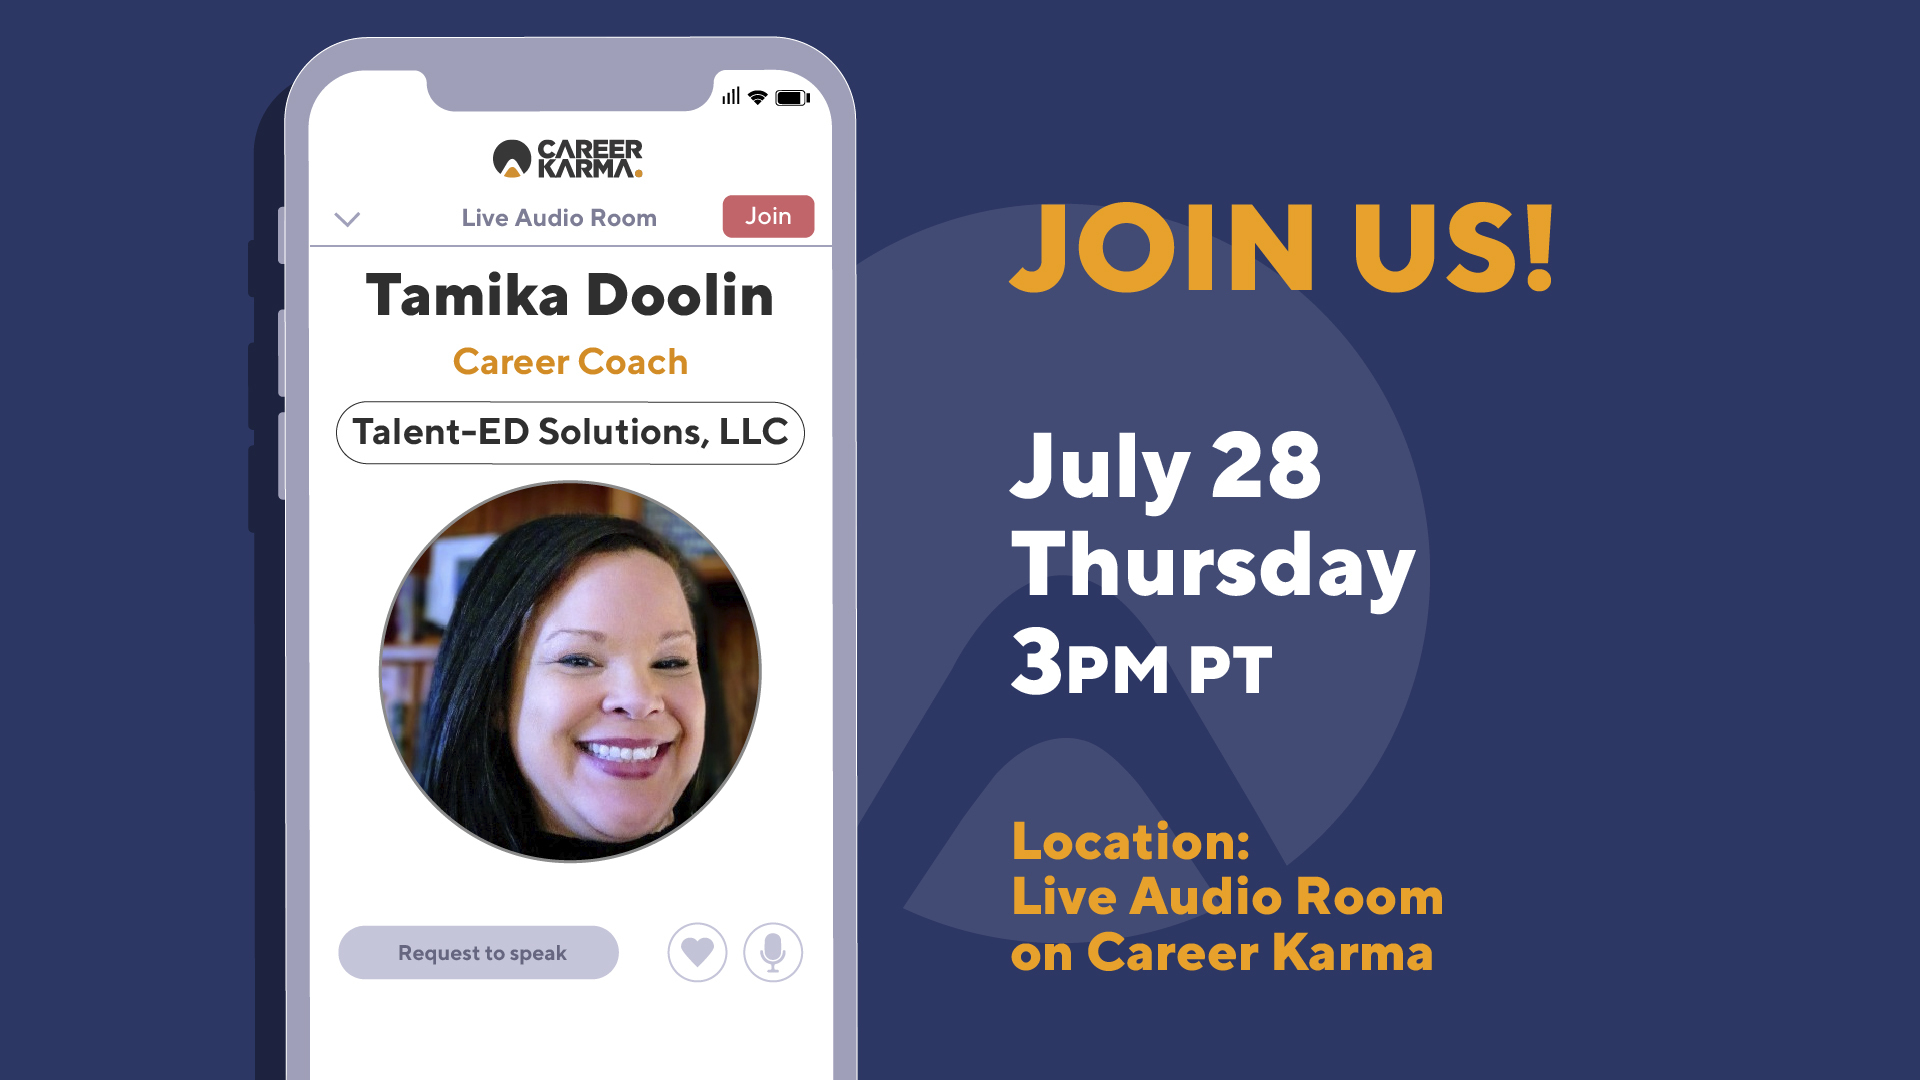 CAREER
KARMA.
Live Audio Room
Join
Tamika Doolin
Career Coach
Talent-ED Solutions, LLC
Request to speak
JOIN US!
July 28
Thursday
3PM PT
Location:
Live Audio Room
on Career Karma